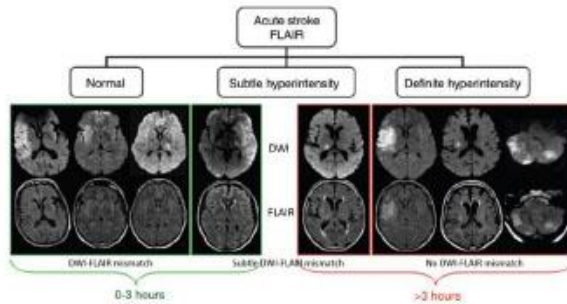 Acute stroke
FLAIR
Normal
Subtle hyperintensity
Definite hyperintensity
DWI
FLAIR
DWI-FLAIR mismatch
Subtle DWI-FLAIR mismatch
No DWI-FLAIR mismatch
0-3 hours
>3 hours